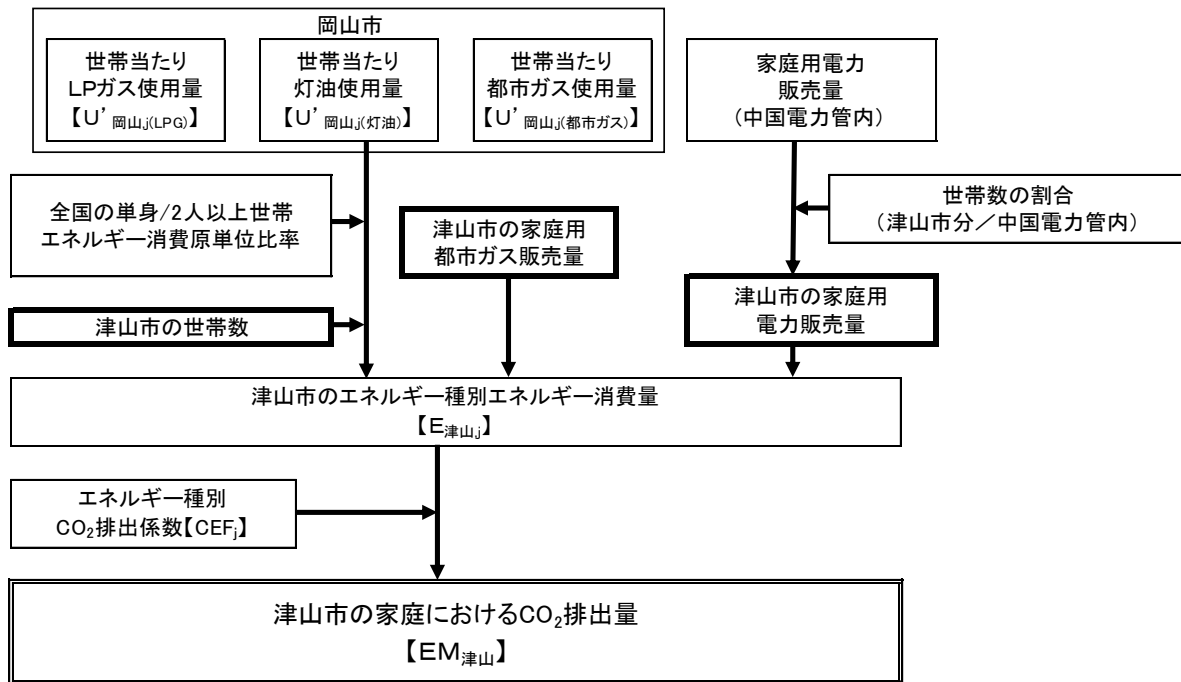 岡山市
世帯当たり
LPガス使用量
【U’岡山j(LPG)】
世帯当たり
灯油使用量
【U’岡山j(灯油)】
世帯当たり
都市ガス使用量
【U’岡山j(都市ガス)】
家庭用電力
販売量
（中国電力管内）
全国の単身/2人以上世帯
エネルギー消費原単位比率
世帯数の割合
（津山市分／中国電力管内）
津山市の家庭用
都市ガス販売量
津山市の世帯数
津山市の家庭用
電力販売量
津山市のエネルギー種別エネルギー消費量
【E津山j】
エネルギー種別
CO₂排出係数【CEFj】
津山市の家庭におけるCO₂排出量
【EM津山】